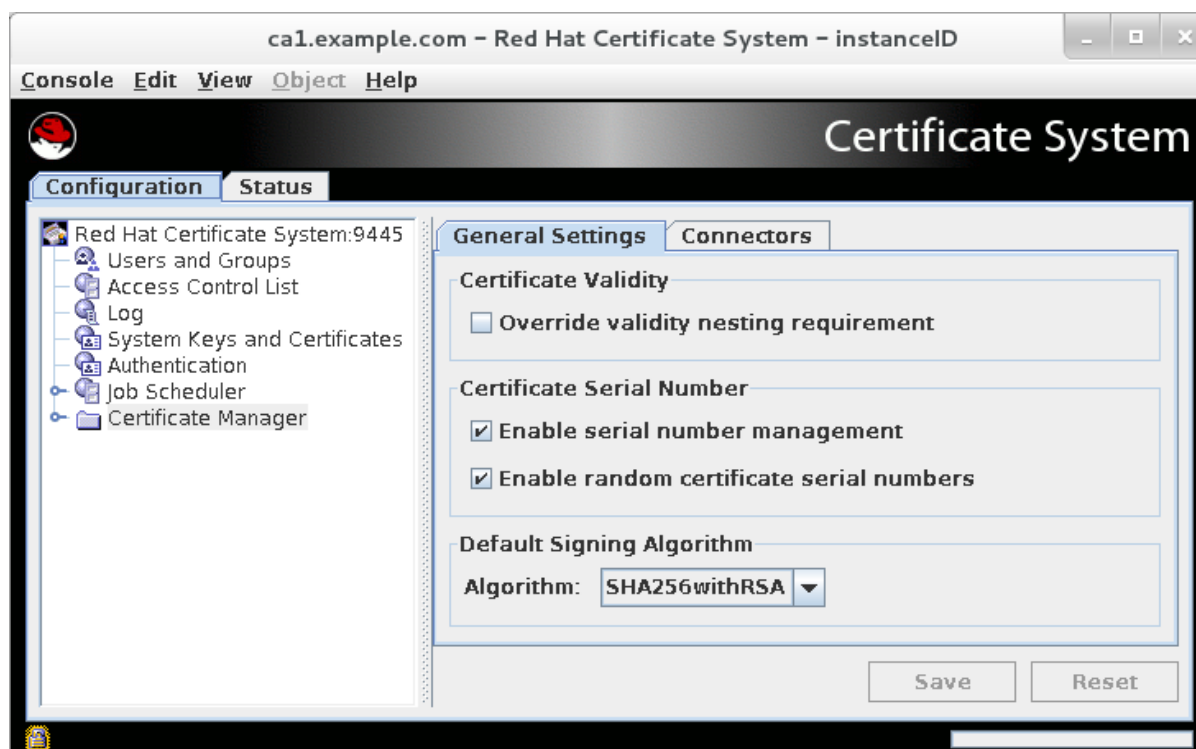 ca1.example.com - Red Hat Certificate System - instanceID
Console Edit View Object Help
Certificate System
Configuration Status
Red Hat Certificate System:9445
Users and Groups
Access Control List
Log
System Keys and Certificates
Authentication
Job Scheduler
Certificate Manager
General Settings Connectors
Certificate Validity
Override validity nesting requirement
Certificate Serial Number
Enable serial number management
Enable random certificate serial numbers
Default Signing Algorithm
Algorithm: SHA256withRSA
Save Reset